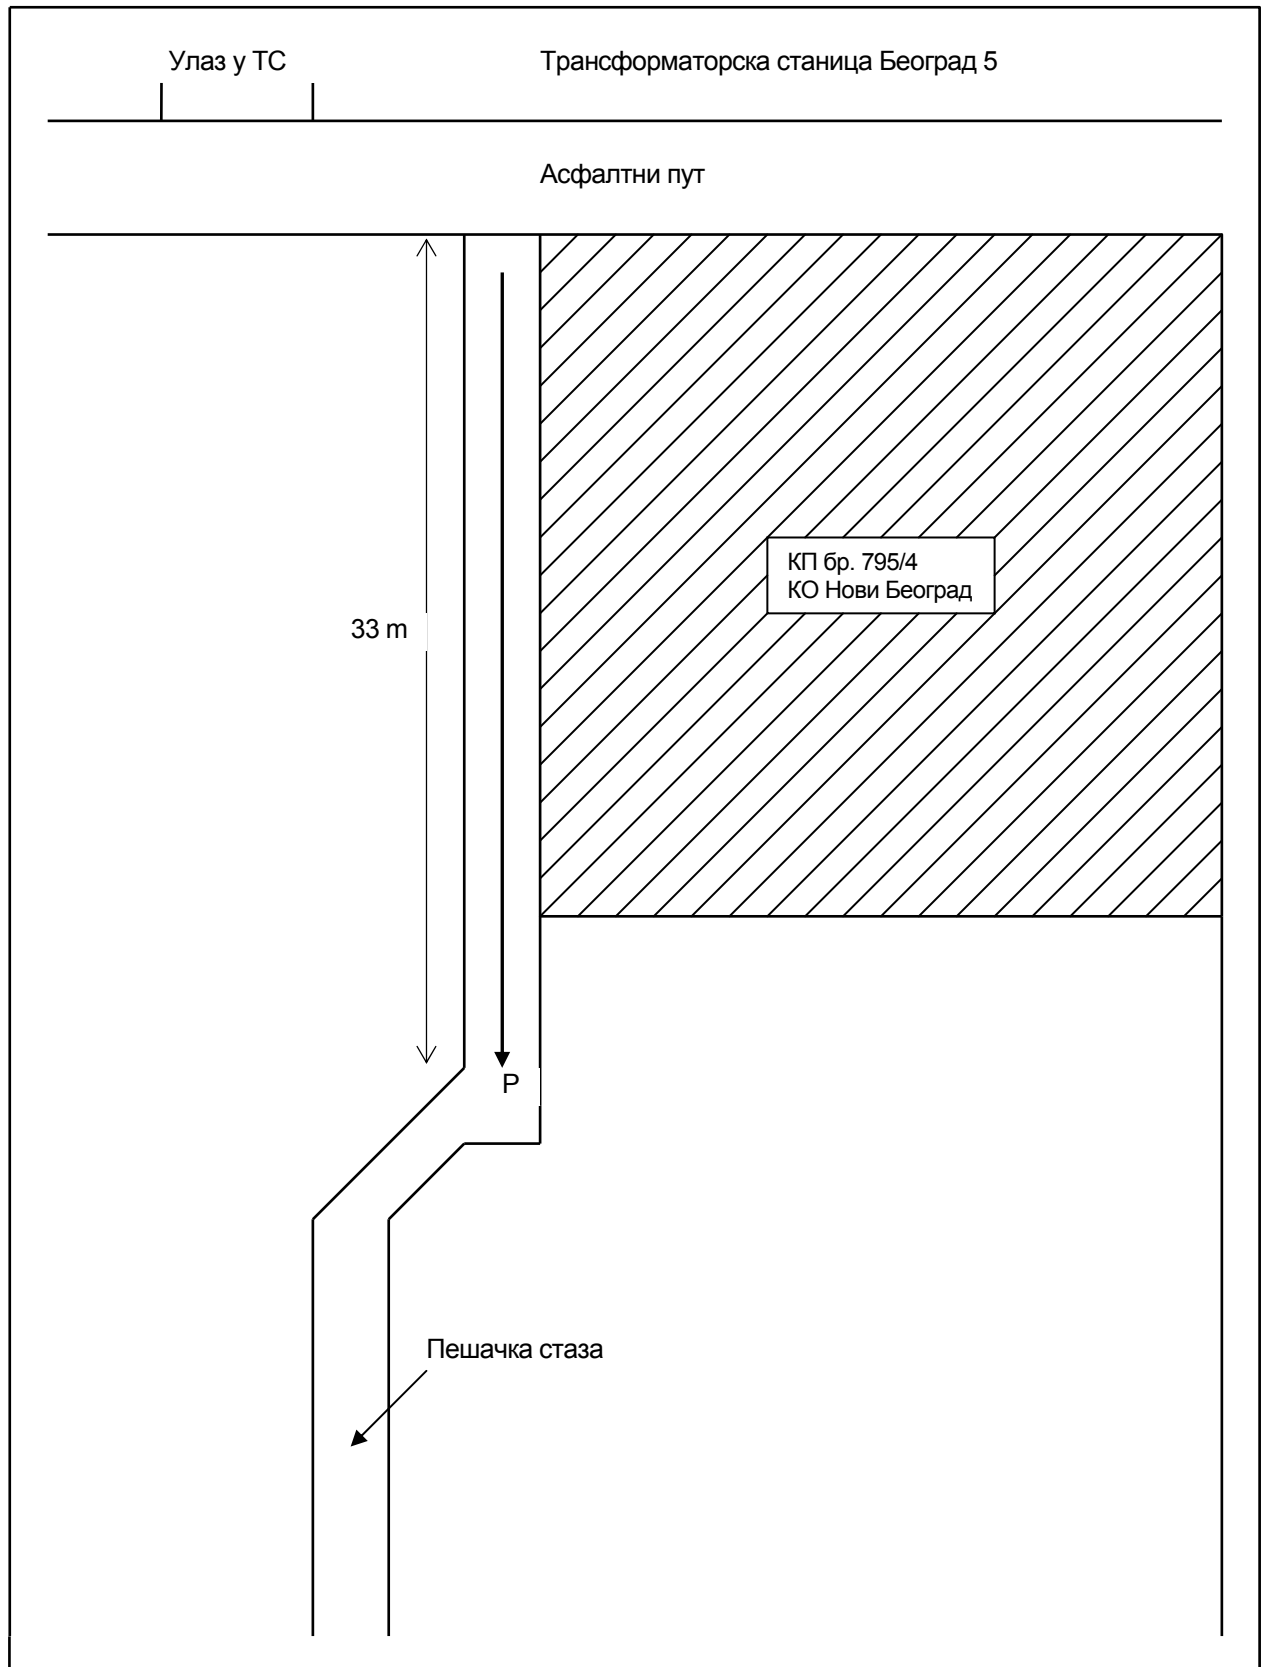 Улаз у ТС
Трансформаторска станица Београд 5
Асфалтни пут
КП бр. 795/4
КО Нови Београд
33 m
P
Пешачка стаза